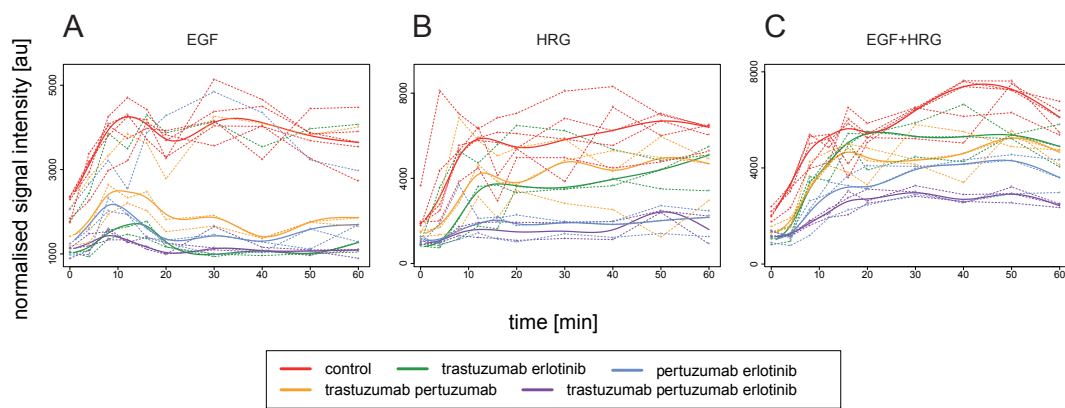 A B C
EGF HRG EGF+HRG
normalised signal intensity [au]
5000
3000
1000
0 10 20 30 40 50 60
8000
4000
0
0 10 20 30 40 50 60
8000
4000
0
0 10 20 30 40 50 60
time [min]
control trastuzumab erlotinib pertuzumab erlotinib
trastuzumab pertuzumab trastuzumab pertuzumab erlotinib